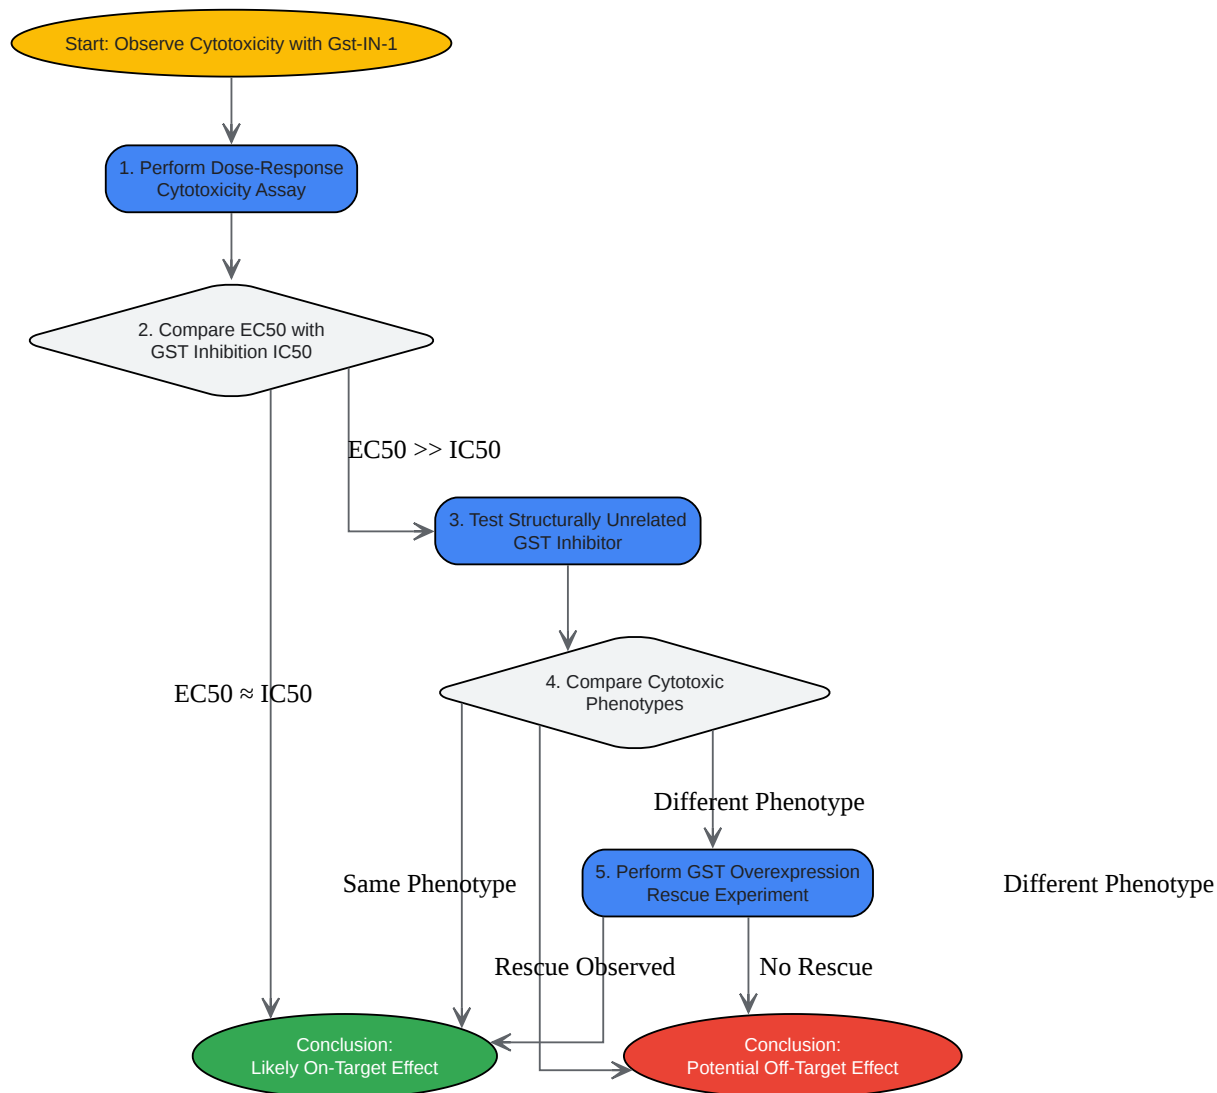 Start: Observe Cytotoxicity with Gst-IN-1
1. Perform Dose-Response
Cytotoxicity Assay
2. Compare EC50 with
GST Inhibition IC50
EC50 >> IC50
3. Test Structurally Unrelated
GST Inhibitor
EC50 ≈ IC50
4. Compare Cytotoxic
Phenotypes
Different Phenotype
Same Phenotype
5. Perform GST Overexpression
Rescue Experiment
Different Phenotype
Rescue Observed
No Rescue
Conclusion:
Likely On-Target Effect
Conclusion:
Potential Off-Target Effect